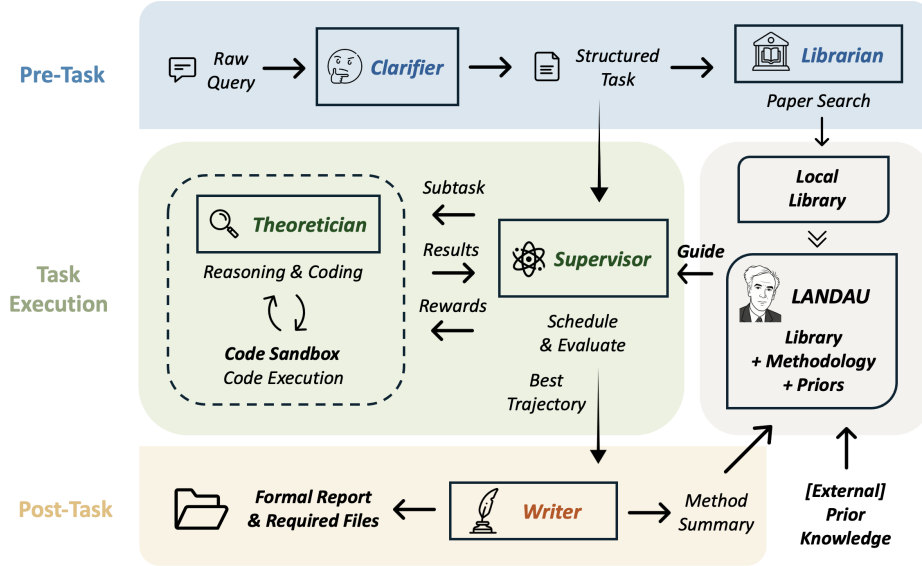 Pre-Task
Raw
Query
Clarifier
Structured
Task
Librarian
Paper Search
Task
Execution
Theoretician
Reasoning & Coding
Code Sandbox
Code Execution
Subtask
Results
Rewards
Supervisor
Schedule
& Evaluate
Best
Trajectory
Guide
Local
Library
LANDAU
Library
+ Methodology
+ Priors
Post-Task
Formal Report
& Required Files
Writer
Method
Summary
[External]
Prior
Knowledge